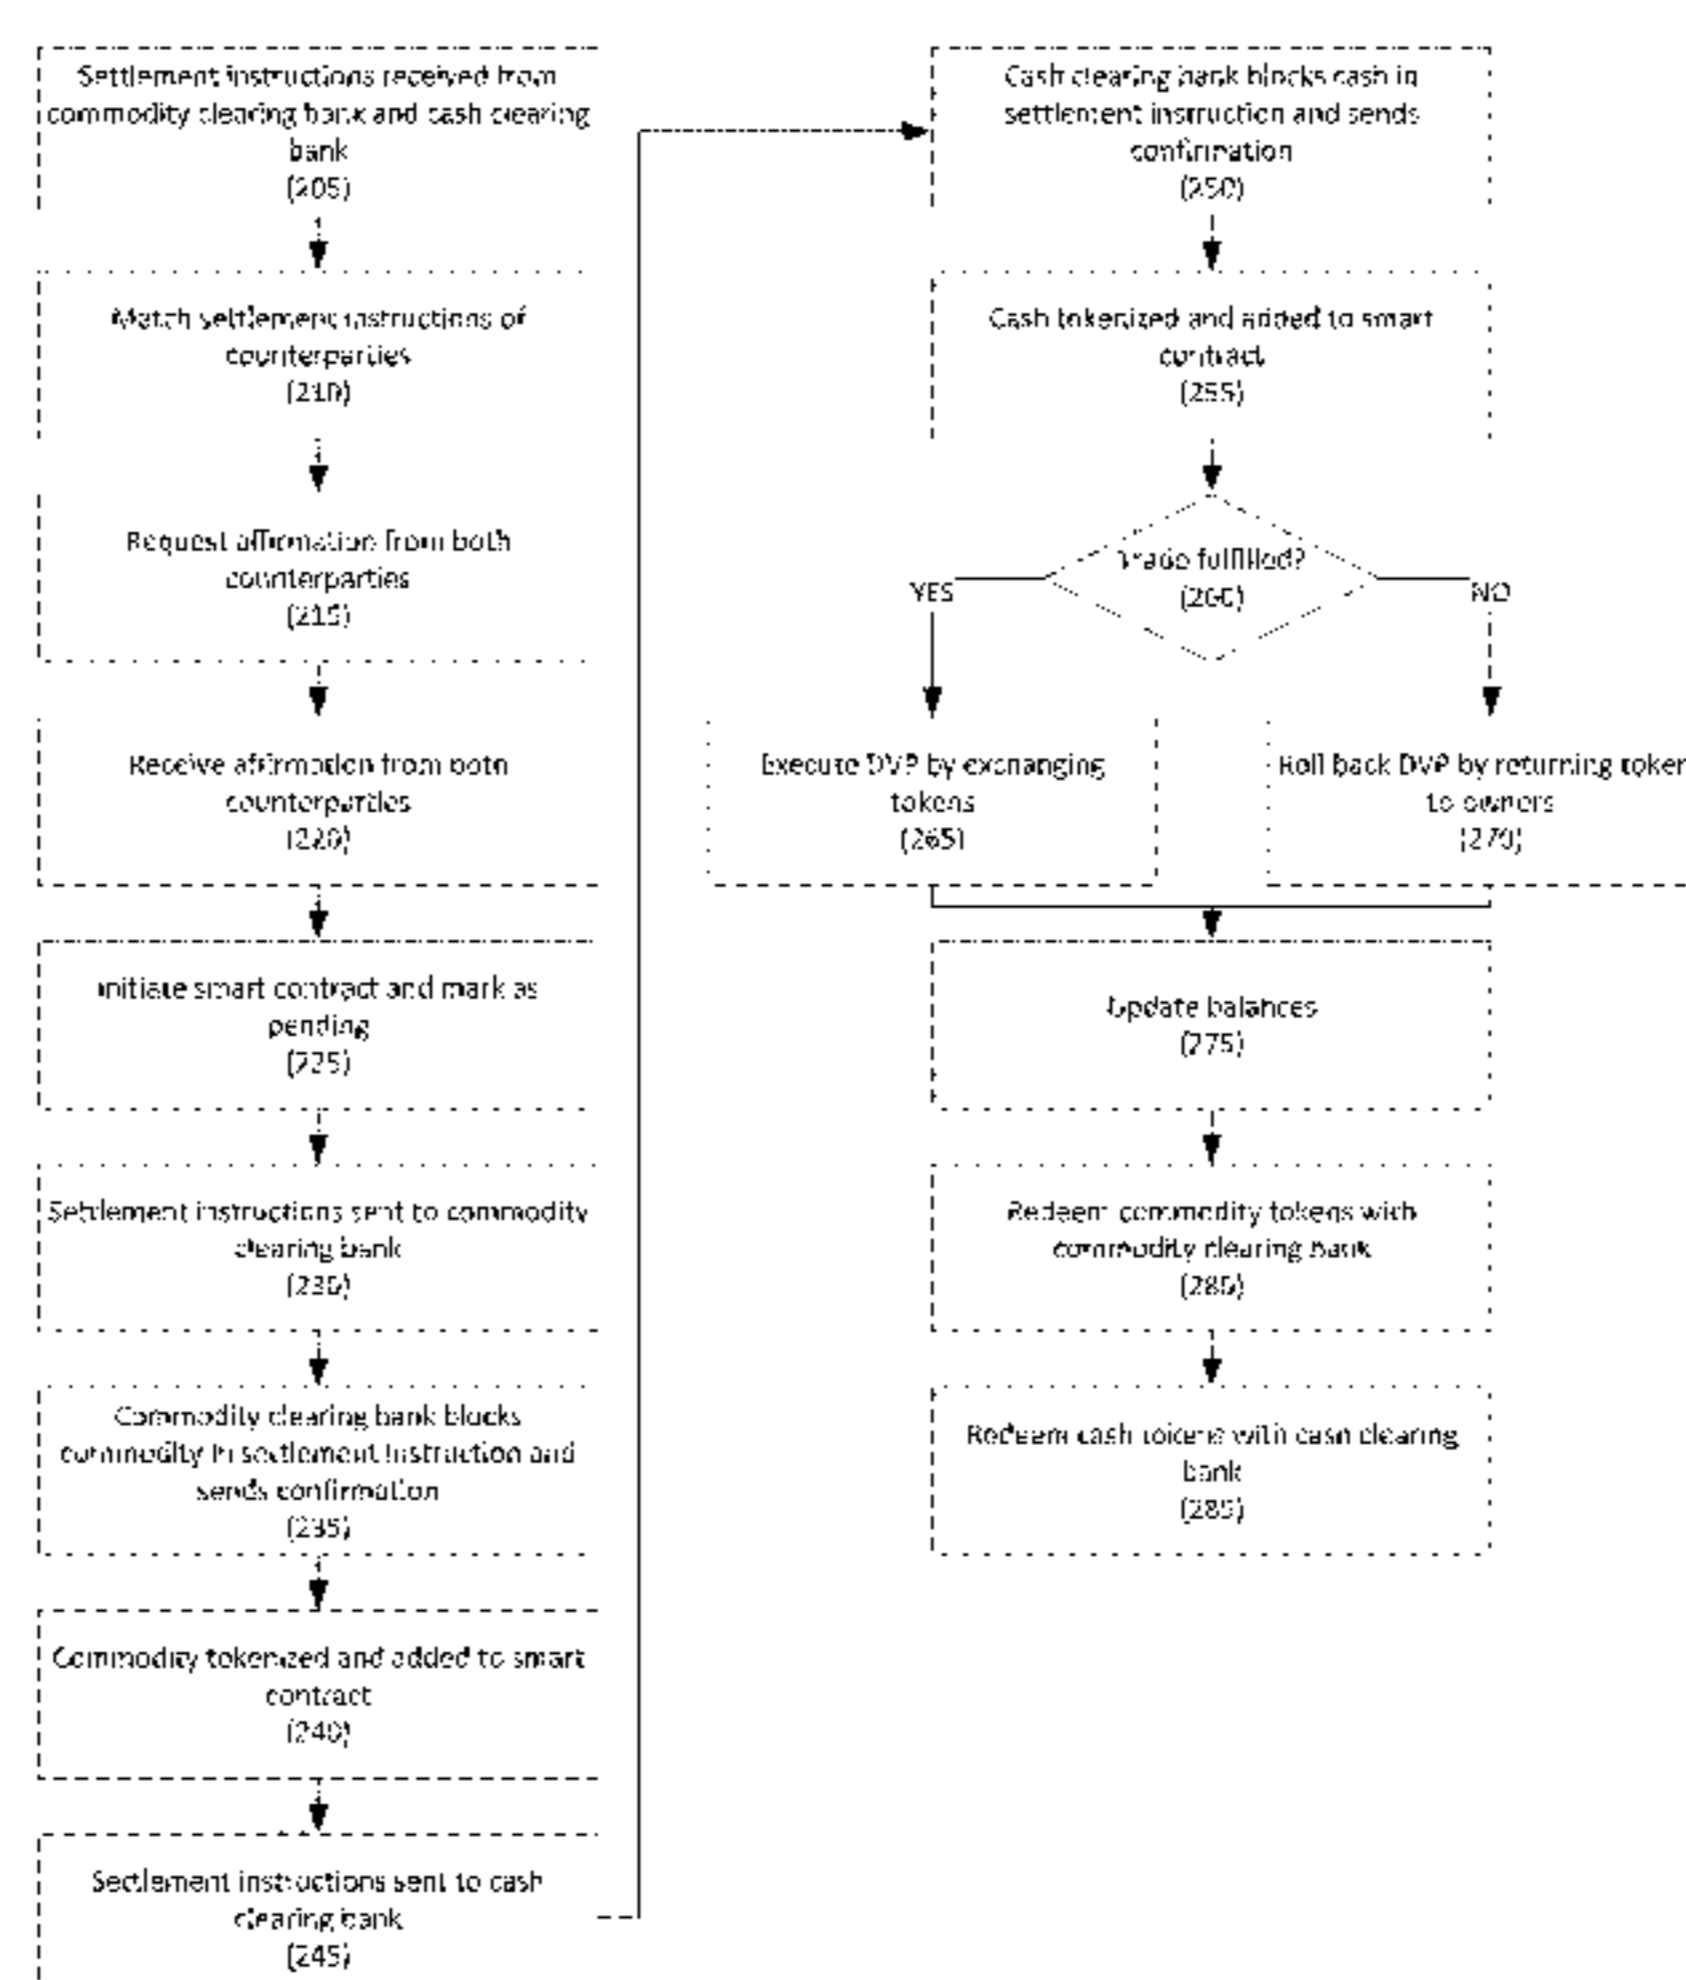 Settlement instructions received from
commodity clearing bank and cash clearing
bank
(205)
Match settlement instructions of
counterparties
(210)
Request affirmation from both
counterparties
(215)
Receive affirmation from both
counterparties
(220)
Initiate smart contract and mark as
pending
(225)
Settlement instructions sent to commodity
clearing bank
(230)
Commodity clearing bank blocks
commodity in settlement instruction and
sends confirmation
(235)
Commodity tokenized and added to smart
contract
(240)
Settlement instructions sent to cash
clearing bank
(245)
Cash clearing bank blocks cash in
settlement instruction and sends
confirmation
(250)
Cash tokenized and added to smart
contract
(255)
Trade fulfilled?
(260)
YES
NO
Execute DVP by exchanging
tokens
(265)
Roll back DVP by returning token
to owners
(270)
Update balances
(275)
Redeem commodity tokens with
commodity clearing bank
(280)
Redeem cash tokens with cash clearing
bank
(285)